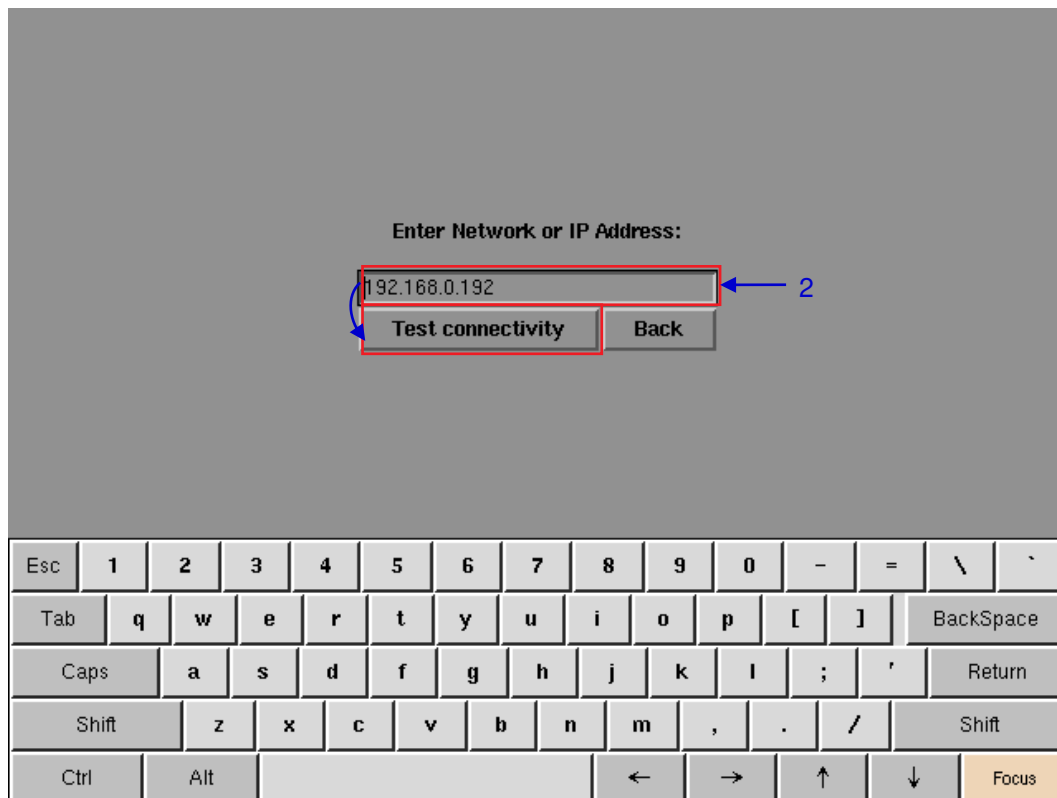 Enter Network or IP Address:
192.168.0.192
2
Test connectivity Back
Esc 1 2 3 4 5 6 7 8 9 0 - = \ `
Tab q w e r t y u i o p [ ] BackSpace
Caps a s d f g h j k l ; ' Return
Shift z x c v b n m , . / Shift
Ctrl Alt ← → ↑ ↓ Focus